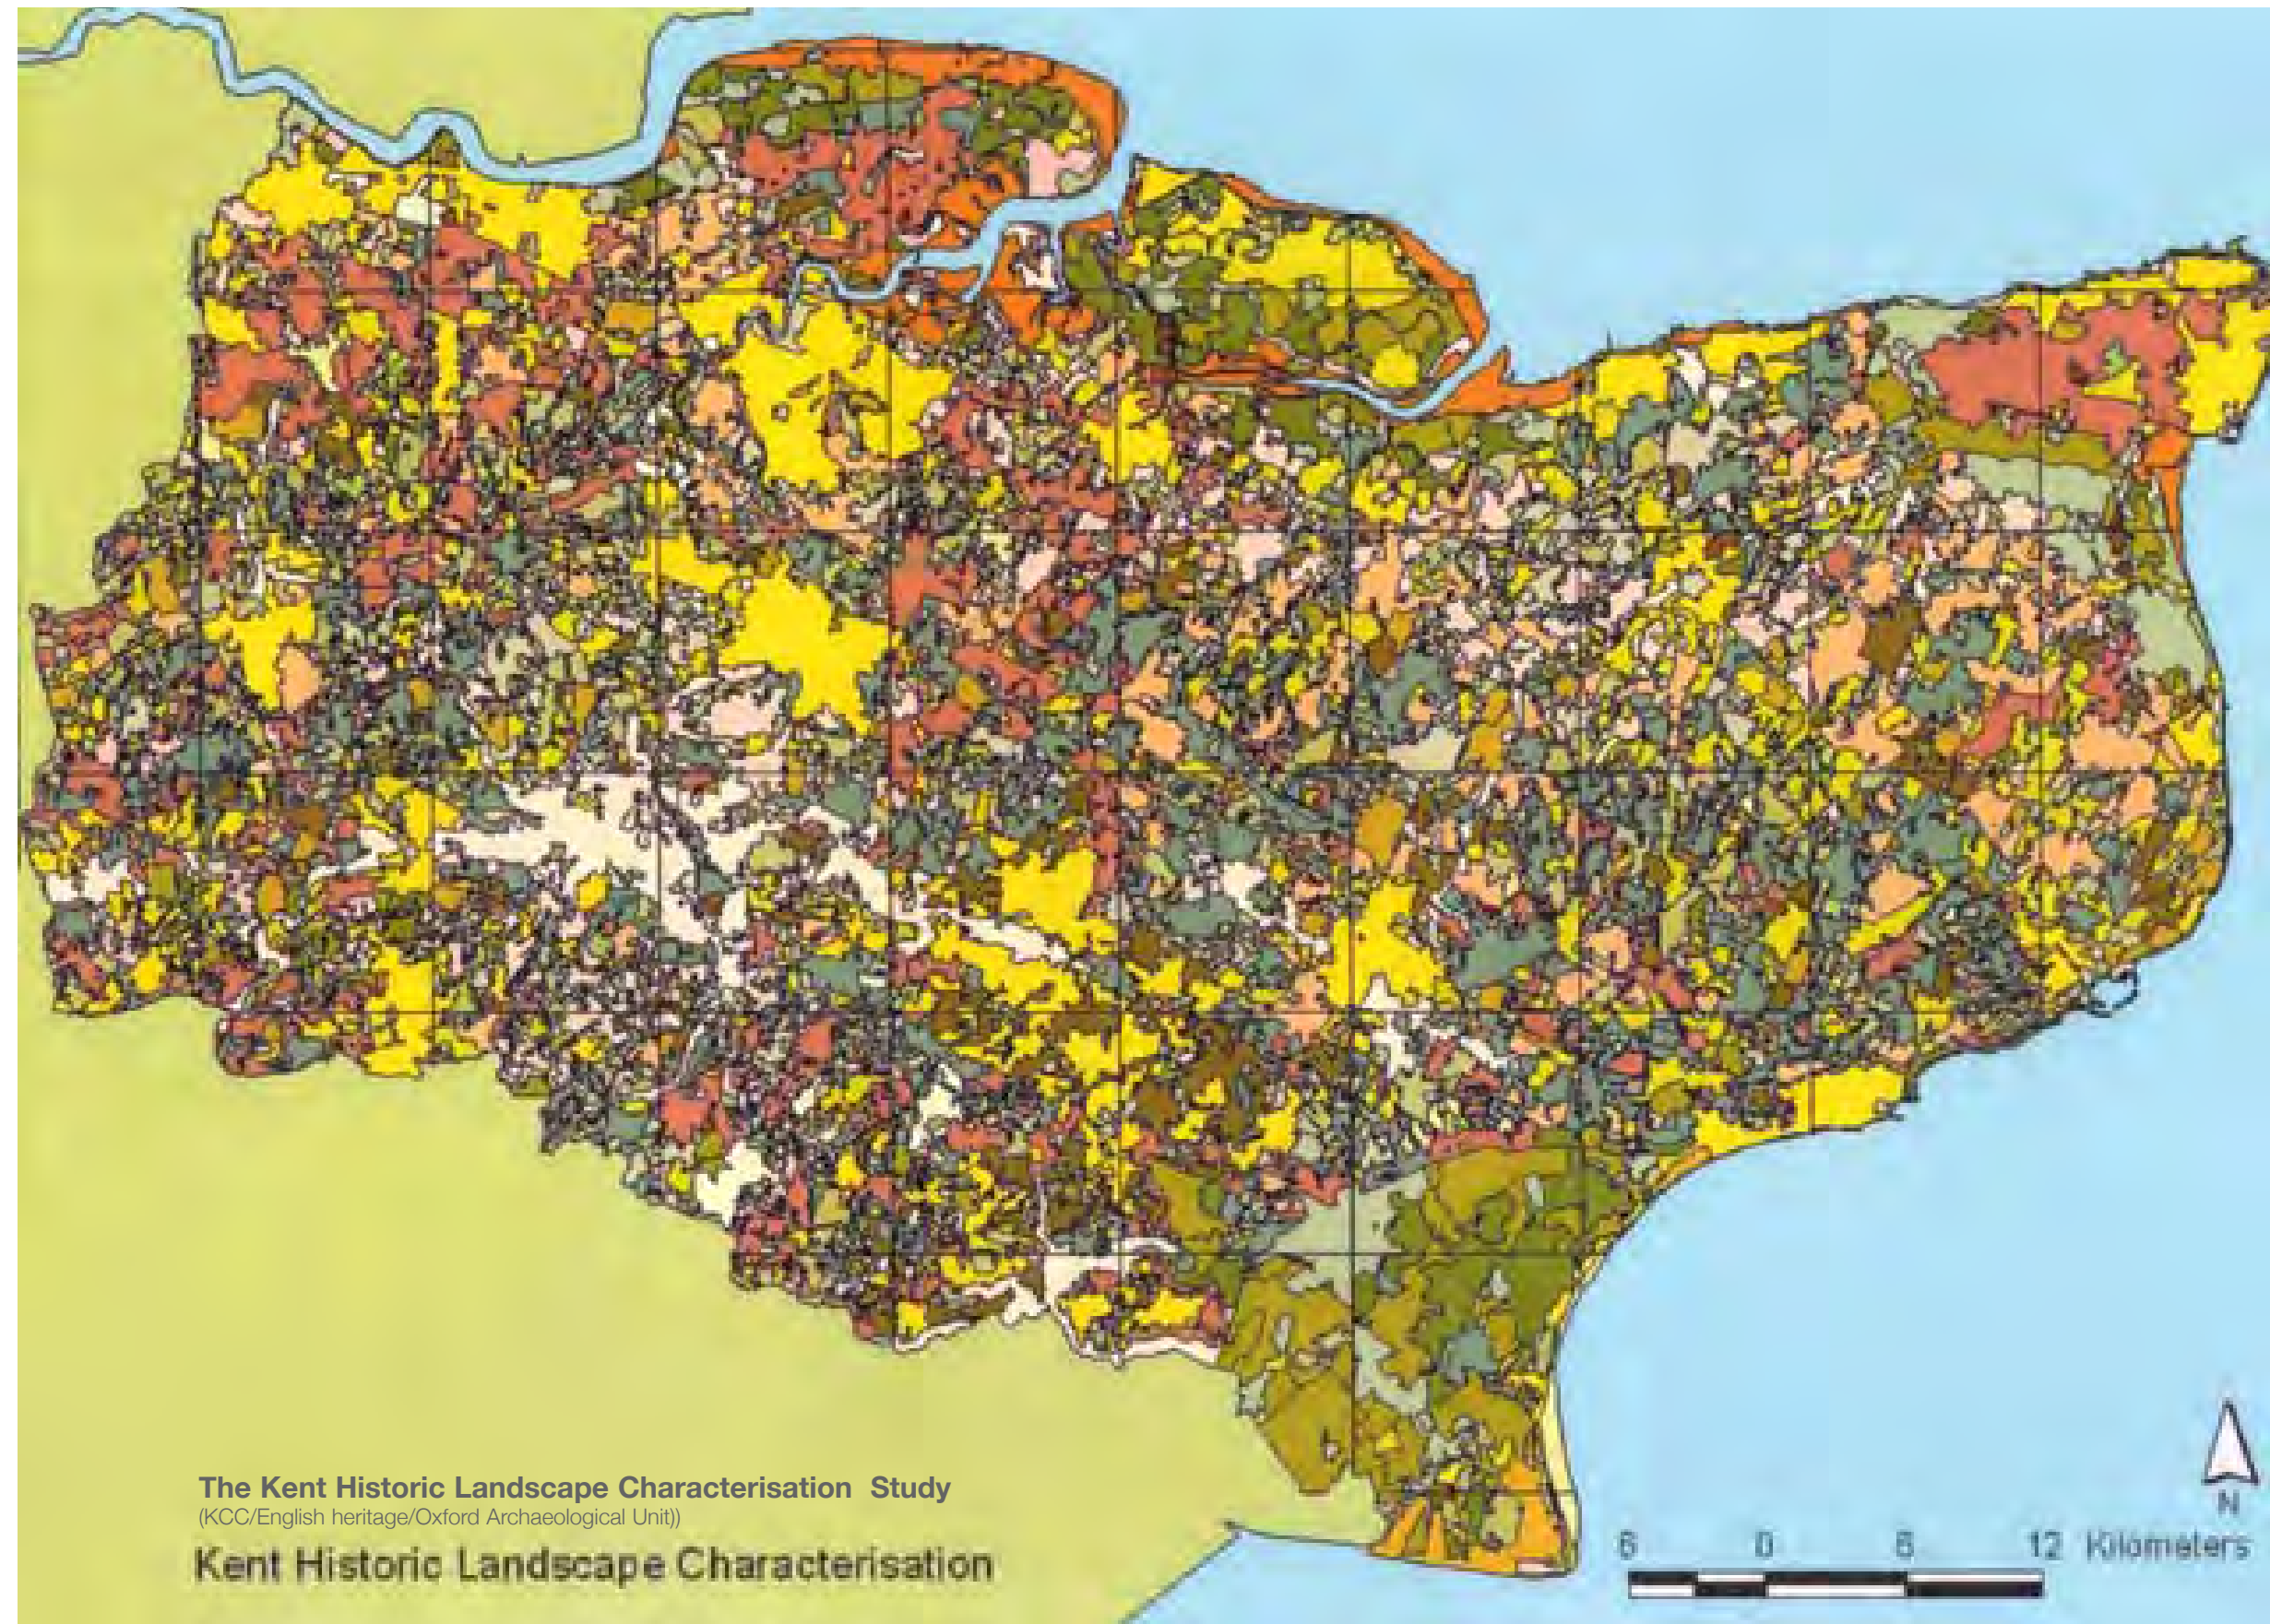 The Kent Historic Landscape Characterisation Study
(KCC/English heritage/Oxford Archaeological Unit))
Kent Historic Landscape Characterisation
N
6 0 6 12 Kilometers